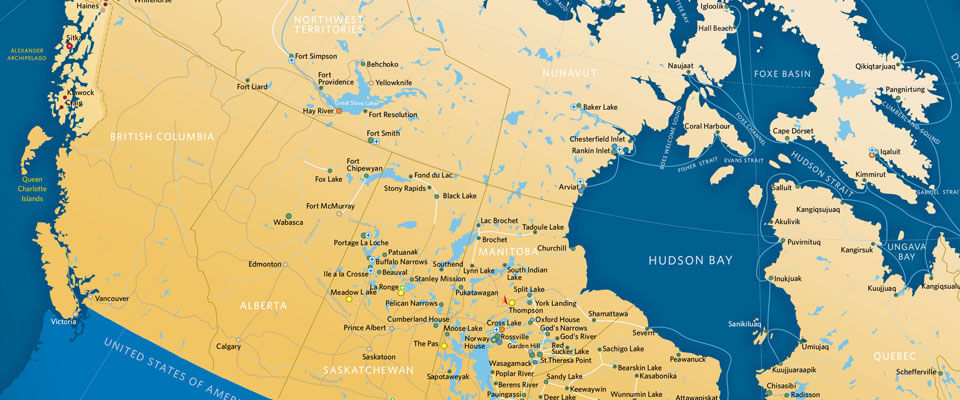 Haines
Whitehorse
NORTHWEST
TERRITORIES
Igloolik
Hall Beach
Sitka
ALEXANDER
ARCHIPELAGO
Fort Simpson
Behchoko
Fort
Providence
Yellowknife
Naujaat
FOXE BASIN
Qikiqtarjuaq
NUNAVUT
Fort Liard
Great Slave Lake
Klawock
Craig
Hay River
Fort Resolution
Baker Lake
Pangnirtung
CUMBERLAND SOUND
ROES WELCOME SOUND
Coral Harbour
FOXE CHANNEL
Cape Dorset
BRITISH COLUMBIA
Fort Smith
Chesterfield Inlet
Rankin Inlet
Iqaluit
FISHER STRAIT
EVANS STRAIT
HUDSON STRAIT
Kimmirut
GABRIEL STRAIT
Fort
Chipewyan
Fox Lake
Fond du Lac
Stony Rapids
Black Lake
Arviat
Salluit
Queen
Charlotte
Islands
Fort McMurray
Wabasca
Kangiqsujuaq
Akulivik
Lac Brochet
Tadoule Lake
Portage La Loche
Brochet
MANITOBA
Churchill
Puvirnituq
Kangirsuk
UNGAVA
BAY
Patuanak
Buffalo Narrows
HUDSON BAY
Edmonton
Ile a la Crosse
Beauval
Southend
Lynn Lake
South Indian
Lake
Stanley Mission
Inukjuak
Kuujjuaq
Kangiqsualujjuaq
La Ronge
Meadow Lake
Pukatawagan
Split Lake
Vancouver
ALBERTA
Pelican Narrows
York Landing
Thompson
Victoria
Cumberland House
Cross Lake
Oxford House
Shamattawa
Prince Albert
Moose Lake
Rossville
God's Narrows
God's River
Severn
Sanikiluaq
Calgary
The Pas
Norway
House
Garden Hill
Red
Sucker Lake
Sachigo Lake
Umiujaq
UNITED STATES OF AMERICA
Saskatoon
St.Theresa Point
Wasagamack
Peawanuck
QUEBEC
SASKATCHEWAN
Sapotaweyak
Poplar River
Sandy Lake
Bearskin Lake
Kasabonika
Kuujjuaraapik
Schefferville
Berens River
Keewaywin
Chisasibi
Pauingassi
Deer Lake
Wunnumin Lake
Attawapiskat
Radisson